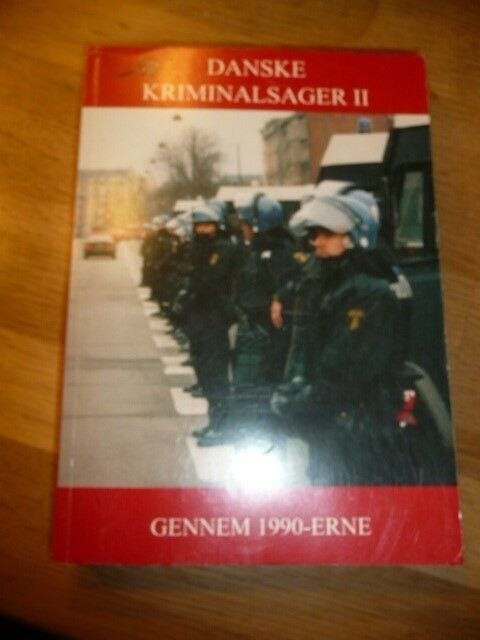 DANSKE
KRIMINALSAGER II
GENNEM 1990-ERNE